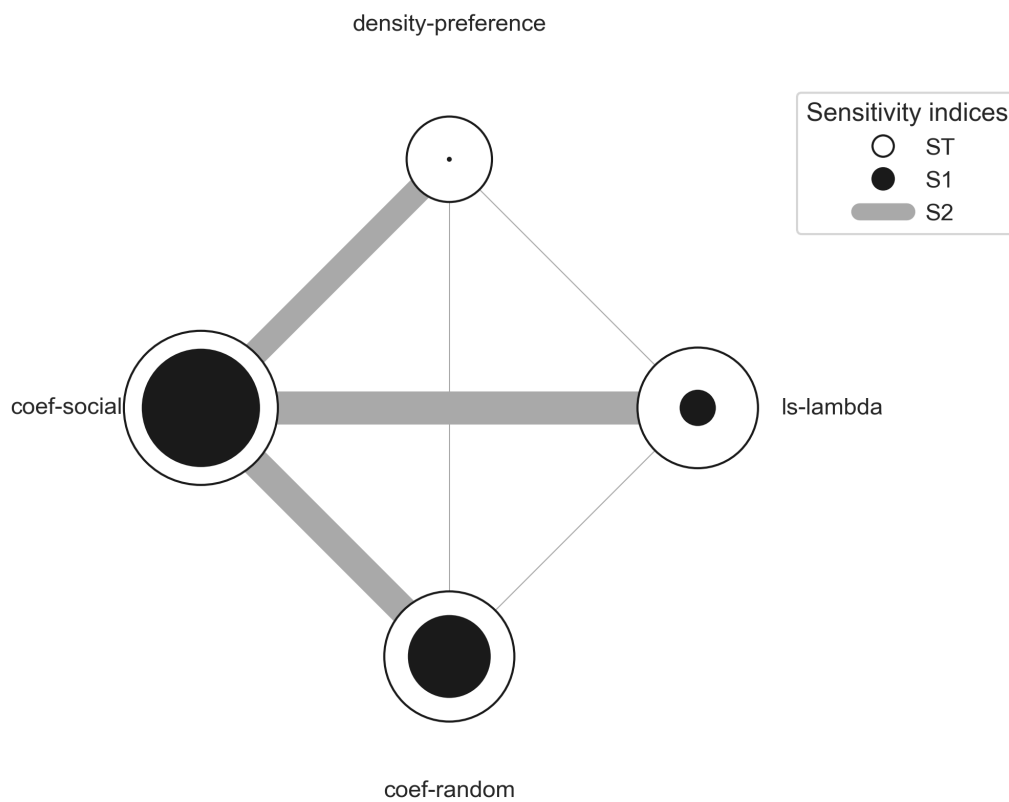 density-preference
Sensitivity indices
ST
S1
S2
coef-social
ls-lambda
coef-random